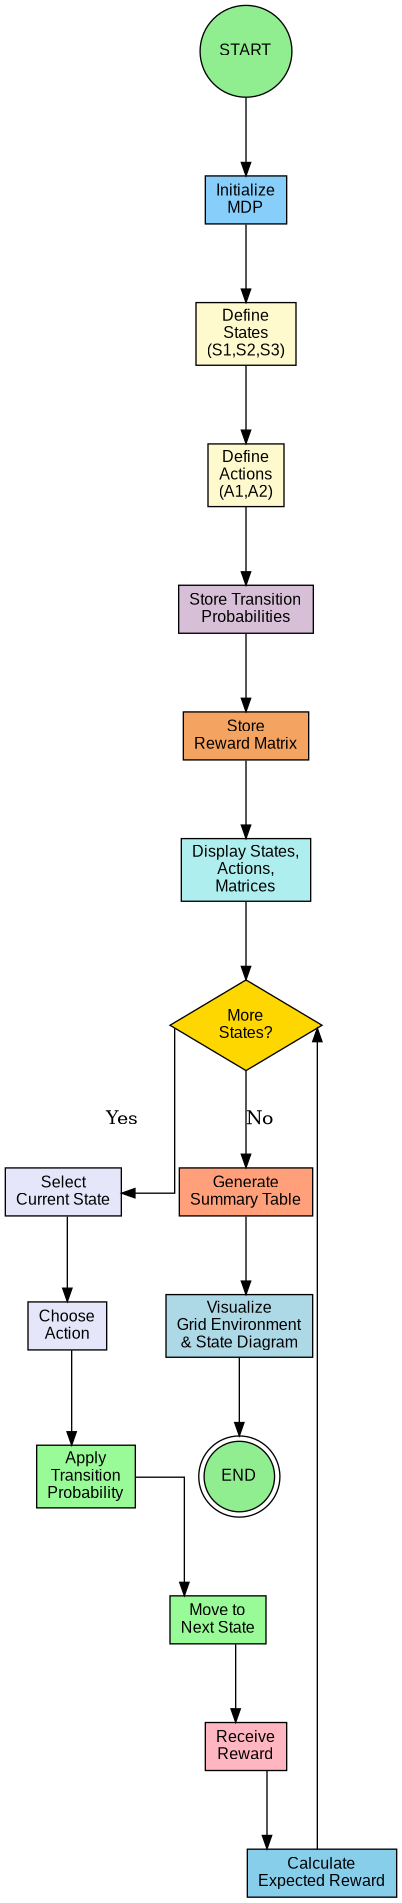 START
Initialize
MDP
Define
States
(S1,S2,S3)
Define
Actions
(A1,A2)
Store Transition
Probabilities
Store
Reward Matrix
Display States,
Actions,
Matrices
More
States?
Yes
No
Select
Current State
Generate
Summary Table
Choose
Action
Visualize
Grid Environment
& State Diagram
Apply
Transition
Probability
END
Move to
Next State
Receive
Reward
Calculate
Expected Reward